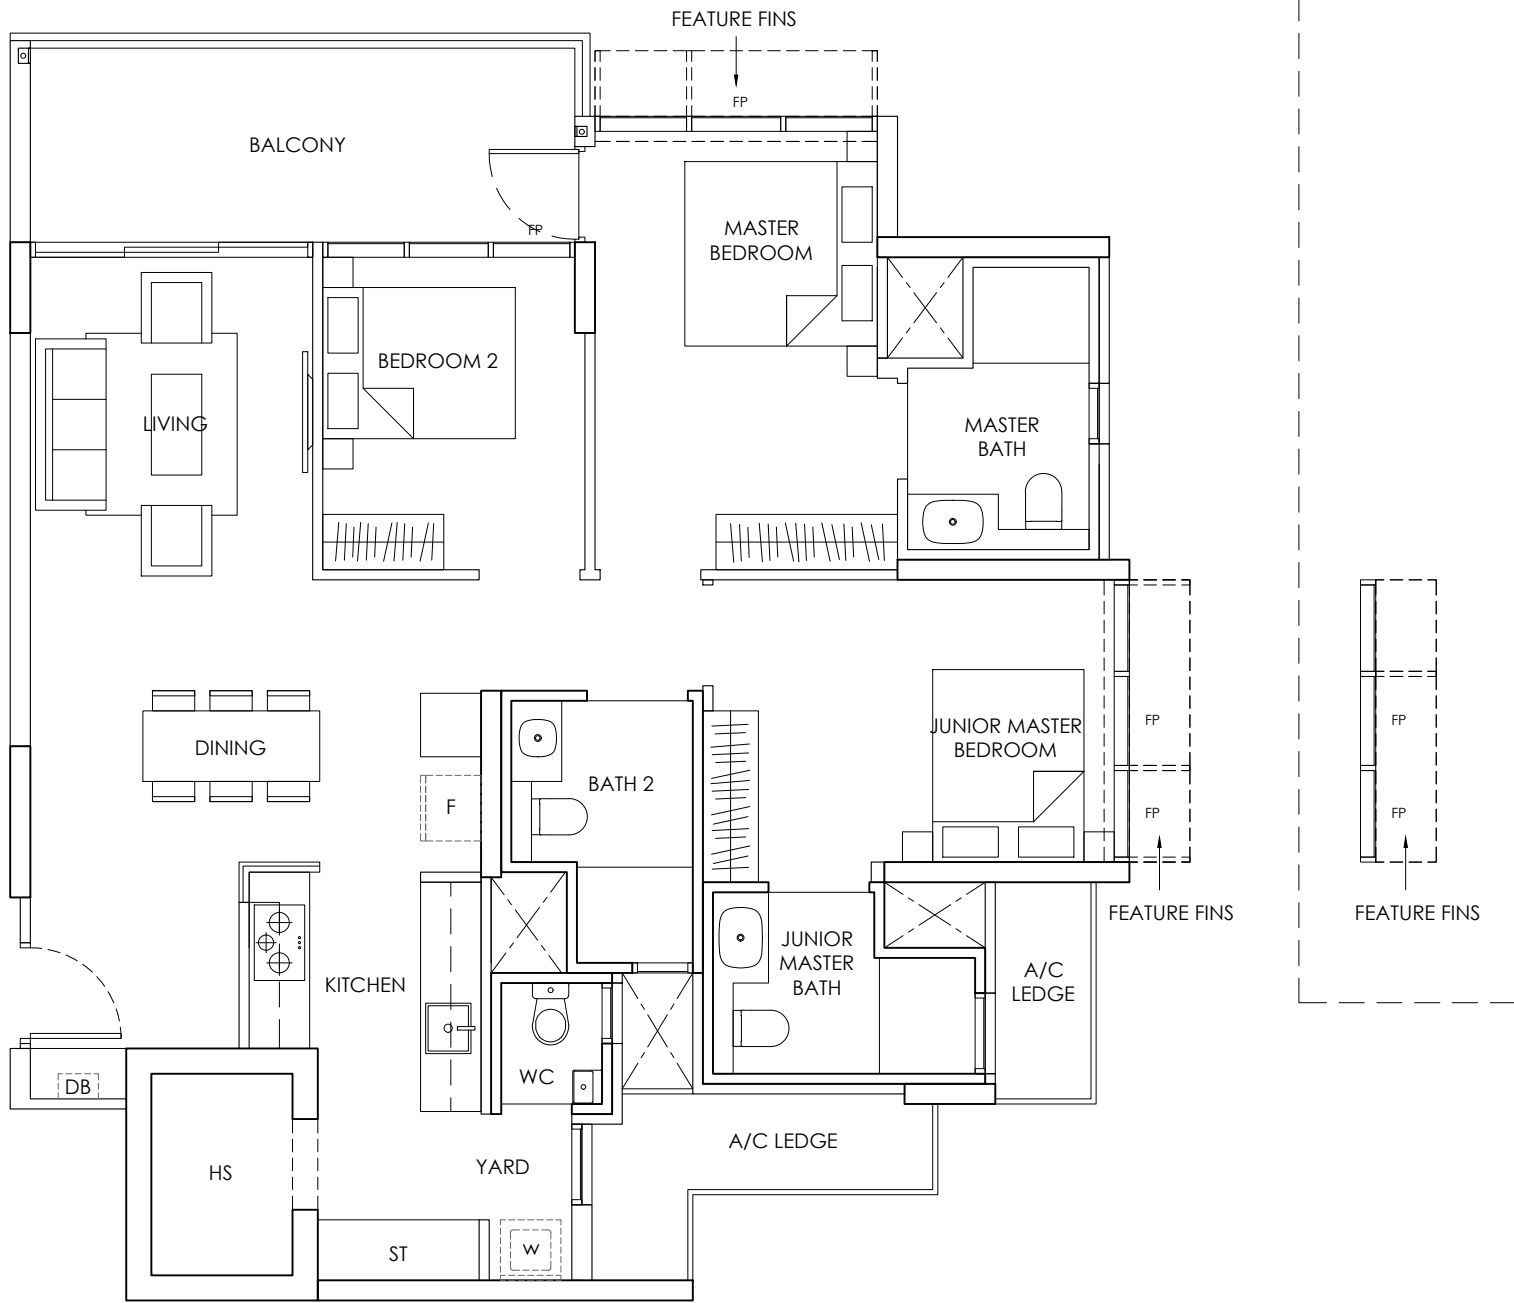 FEATURE FINS
FP
BALCONY
FP
MASTER
BEDROOM
BEDROOM 2
LIVING
MASTER
BATH
DINING
F
BATH 2
JUNIOR MASTER
BEDROOM
FP
FP
FEATURE FINS
FP
FP
FEATURE FINS
KITCHEN
JUNIOR
MASTER
BATH
A/C
LEDGE
WC
DB
A/C LEDGE
HS
YARD
ST
W